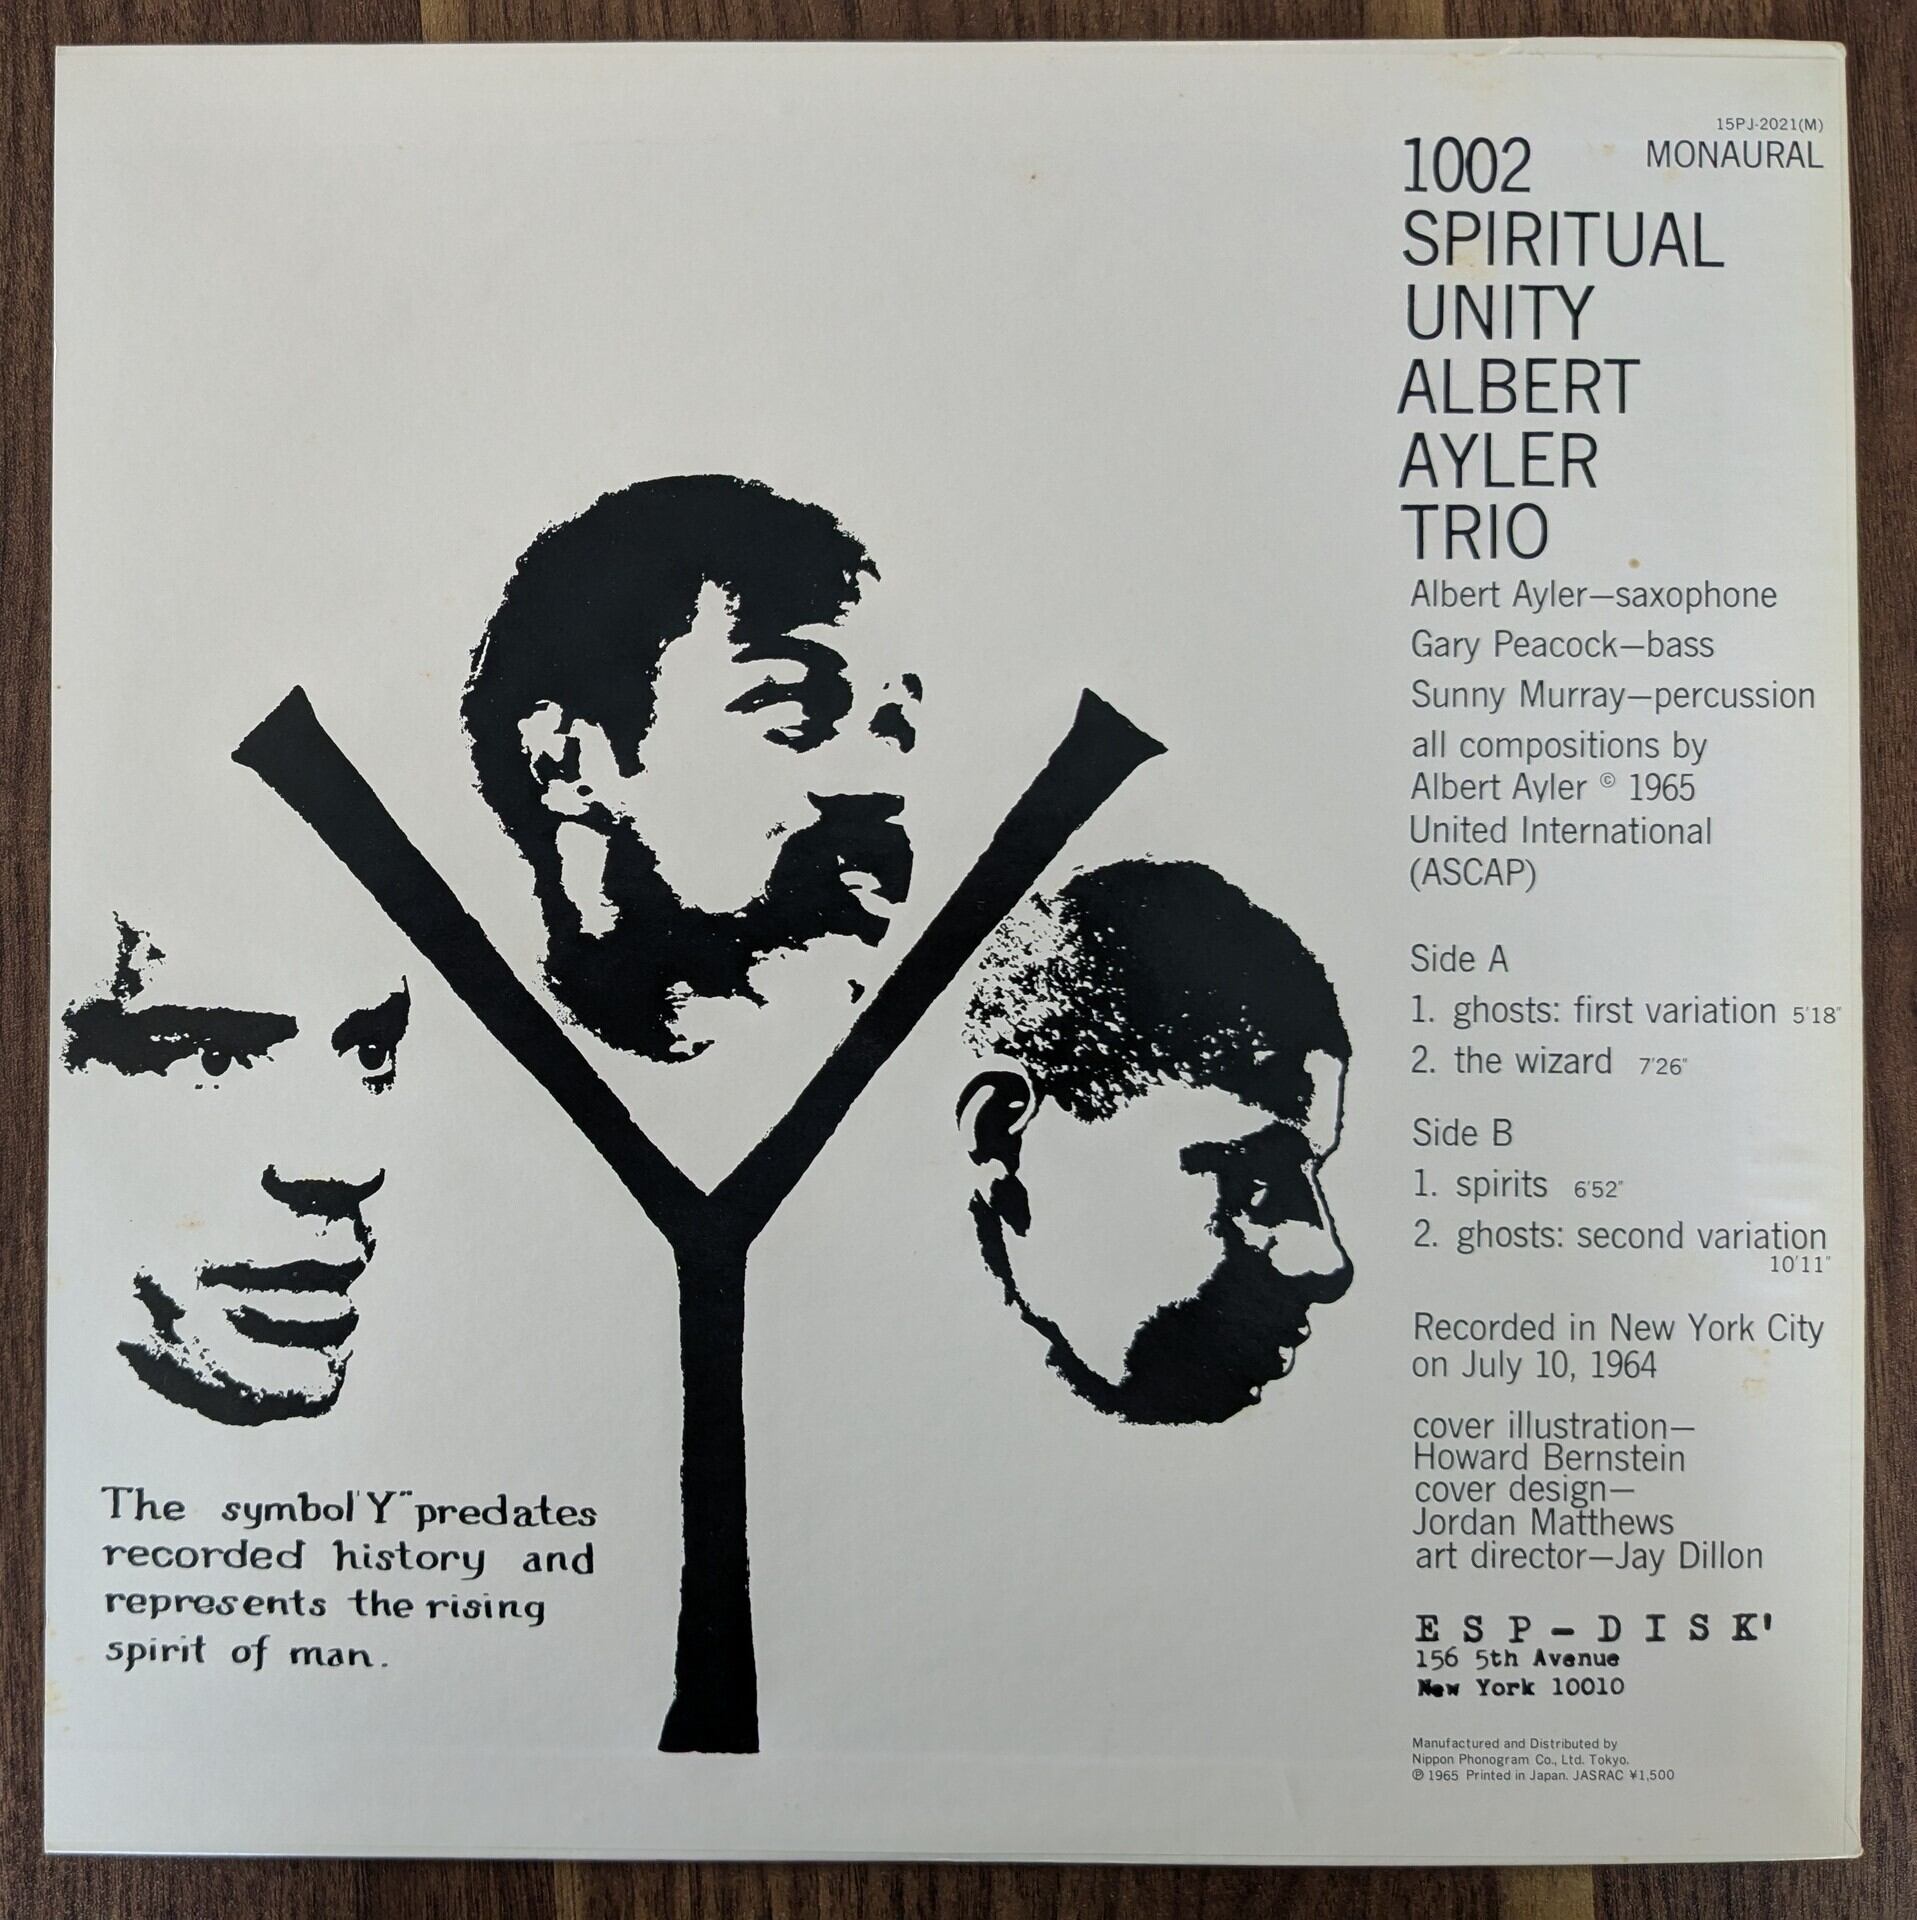 15PJ-2021(M)
1002 MONAURAL
SPIRITUAL
UNITY
ALBERT
AYLER
TRIO
Albert Ayler—saxophone
Gary Peacock—bass
Sunny Murray—percussion
all compositions by
Albert Ayler © 1965
United International
(ASCAP)
Side A
1. ghosts: first variation 5'18"
2. the wizard 7'26"
Side B
1. spirits 6'52"
2. ghosts: second variation
10'11"
Recorded in New York City
on July 10, 1964
cover illustration—
Howard Bernstein
cover design—
Jordan Matthews
art director—Jay Dillon
ESP-DISK'
156 5th Avenue
New York 10010
Manufactured and Distributed by
Nippon Phonogram Co., Ltd. Tokyo.
℗ 1965 Printed in Japan. JASRAC ¥1,500
Y
The symbol 'Y" predates
recorded history and
represents the rising
spirit of man.